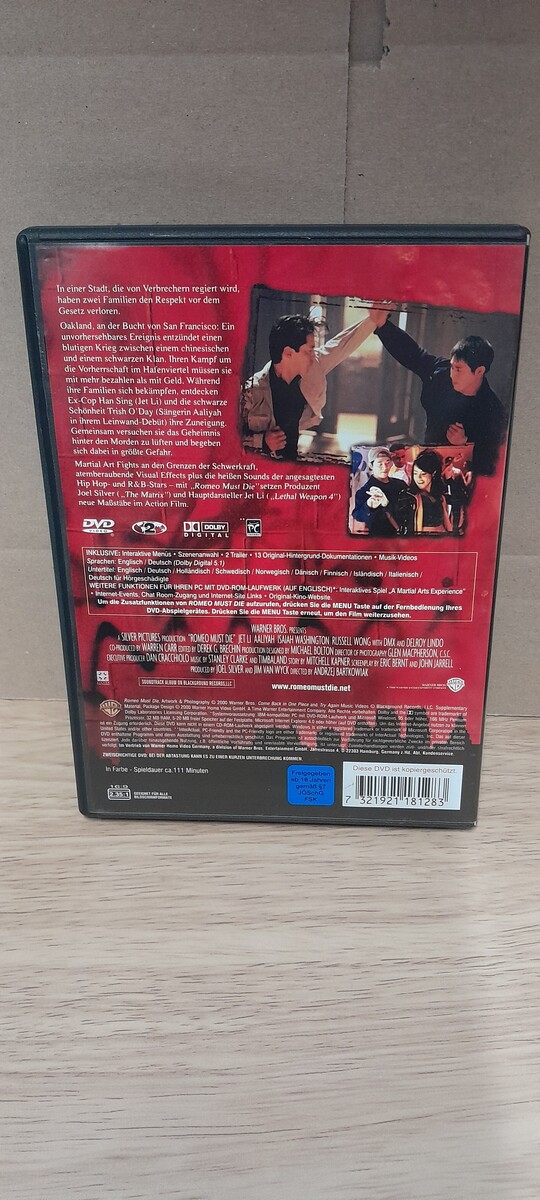 In einer Stadt, die von Verbrechern regiert wird,
haben zwei Familien den Respekt vor dem
Gesetz verloren.
Oakland, an der Bucht von San Francisco: Ein
unvorhersehbares Ereignis entzündet einen
blutigen Krieg zwischen einem chinesischen
und einem schwarzen Klan. Ihren Kampf um
die Vorherrschaft im Hafenviertel müssen sie
mit mehr bezahlen als mit Geld. Während
ihre Familien sich bekämpfen, entdecken
Ex-Cop Han Sing (Jet Li) und die schwarze
Schönheit Trish O'Day (Sängerin Aaliyah
in ihrem Leinwand-Debüt) ihre Zuneigung.
Gemeinsam versuchen sie das Geheimnis
hinter den Morden zu lüften und begeben
sich dabei in größte Gefahr.
Martial Art Fights an den Grenzen der Schwerkraft,
atemberaubende Visual Effects plus die heißen Sounds der angesagtesten
Hip Hop- und R&B-Stars – mit „Romeo Must Die" setzen Produzent
Joel Silver („The Matrix") und Hauptdarsteller Jet Li („Lethal Weapon 4")
neue Maßstäbe im Action Film.
DVD VIDEO 2 DOLBY DIGITAL
INKLUSIVE: Interaktive Menüs • Szenenanwahl • 2 Trailer • 13 Original-Hintergrund-Dokumentationen • Musik-Videos
Sprachen: Englisch / Deutsch (Dolby Digital 5.1)
Untertitel: Englisch / Deutsch / Holländisch / Schwedisch / Norwegisch / Dänisch / Finnisch / Isländisch / Italienisch /
Deutsch für Hörgeschädigte
WEITERE FUNKTIONEN FÜR IHREN PC MIT DVD-ROM-LAUFWERK (AUF ENGLISCH)*: Interaktives Spiel „A Martial Arts Experience"
• Internet-Events, Chat Room-Zugang und Internet-Site Links • Original-Kino-Website.
Um die Zusatzfunktionen von ROMEO MUST DIE aufzurufen, drücken Sie die MENU Taste auf der Fernbedienung Ihres
DVD-Abspielgerätes. Drücken Sie die MENU Taste erneut, um den Film weiterzusehen.
WARNER BROS. PRESENTS
A SILVER PICTURES PRODUCTION "ROMEO MUST DIE" JET LI AALIYAH ISAIAH WASHINGTON RUSSELL WONG WITH DMX AND DELROY LINDO
CO-PRODUCED BY WARREN CARR EDITED BY DEREK G. BRECHIN PRODUCTION DESIGNED BY MICHAEL BOLTON DIRECTOR OF PHOTOGRAPHY GLEN MACPHERSON, C.S.C.
EXECUTIVE PRODUCER DAN CRACCHIOLO MUSIC BY STANLEY CLARKE AND TIMBALAND STORY BY MITCHELL KAPNER SCREENPLAY BY ERIC BERNT AND JOHN JARRELL
PRODUCED BY JOEL SILVER AND JIM VAN WYCK DIRECTED BY ANDRZEJ BARTKOWIAK
SOUNDTRACK ALBUM ON BLACKGROUND RECORDS, LLC
www.romeomustdie.net
ZWISCHENTITEL
In Farbe - Spieldauer ca. 111 Minuten
16:9
2.35:1
Freigegeben
ab 16 Jahren
gemäß §7
JÖSchG
FSK
Diese DVD ist kopiergeschützt.
7 321921 181283